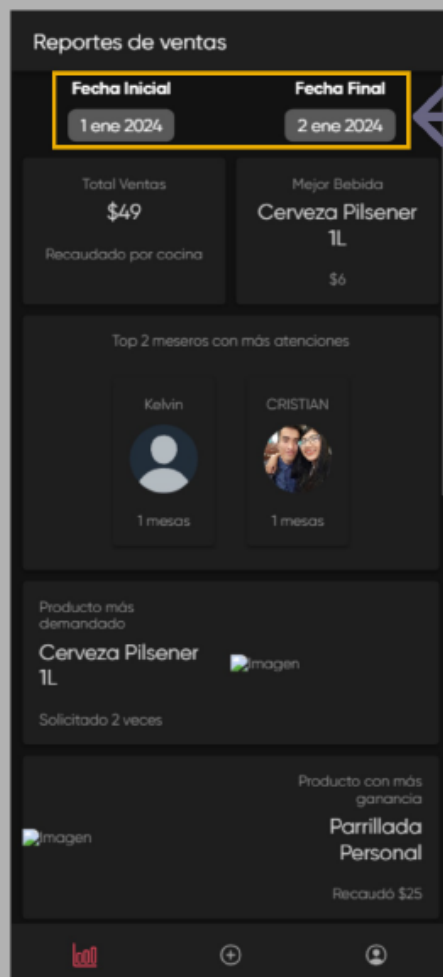 Reportes de ventas
Fecha Inicial
Fecha Final
1 ene 2024
2 ene 2024
Total Ventas
$49
Recaudado por cocina
Mejor Bebida
Cerveza Pilsener
1L
$6
Top 2 meseros con más atenciones
Kelvin
CRISTIAN
1 mesas
1 mesas
Producto más
demandado
Cerveza Pilsener
1L
Solicitado 2 veces
Imagen
Producto con más
ganancia
Parrillada
Personal
Recaudó $25
Imagen